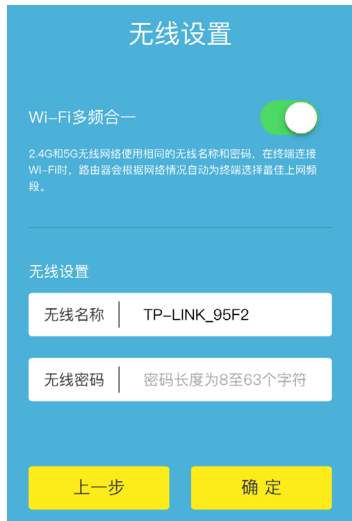 无线设置
Wi-Fi多频合一
2.4G和5G无线网络使用相同的无线名称和密码，在终端连接
Wi-Fi时，路由器会根据网络情况自动为终端选择最佳上网频
段。
无线设置
无线名称 TP-LINK_95F2
无线密码 密码长度为8至63个字符
上一步 确 定